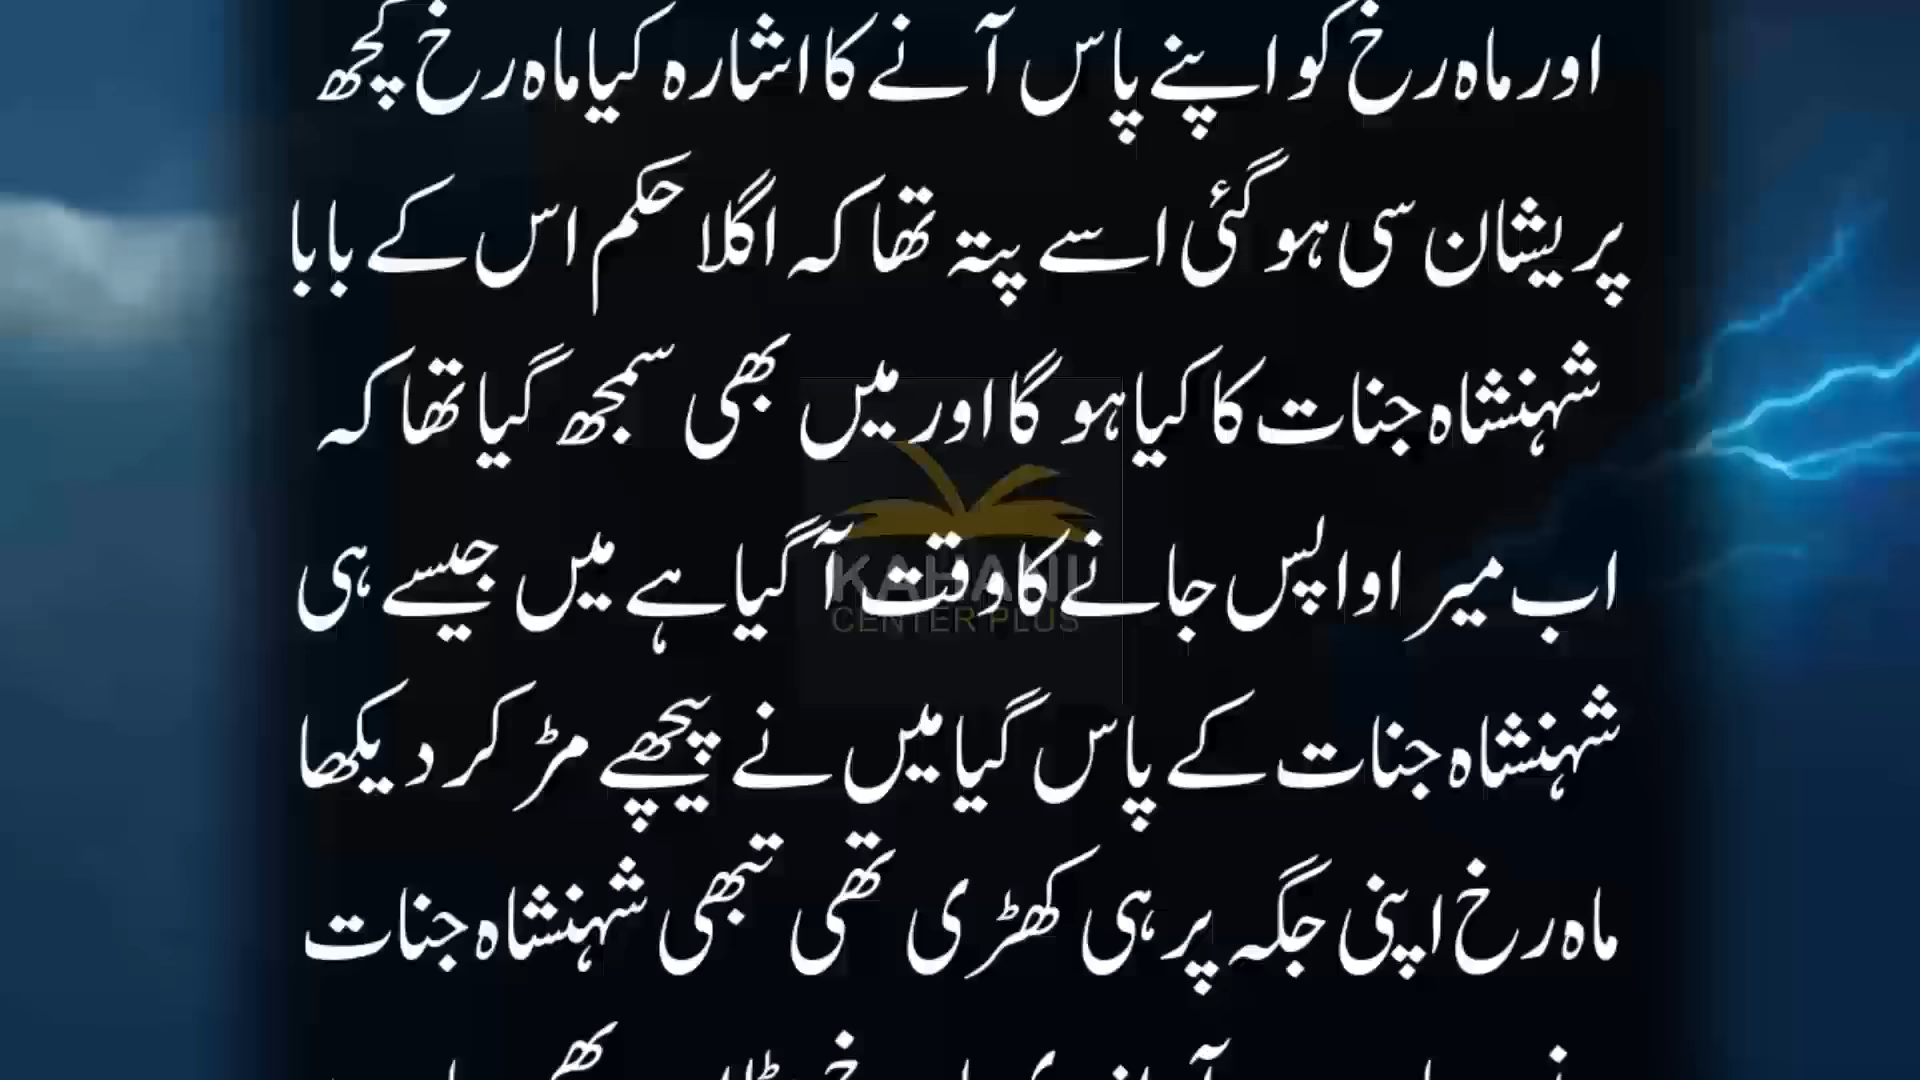 اور ماہ رخ کو اپنے پاس آنے کا اشارہ کیا ماہ رخ کچھ
پریشان سی ہو گئی اسے پتہ تھا کہ اگلا حکم اس کے بابا
شہنشاہ جنات کا کیا ہو گا اور میں بھی سمجھ گیا تھا کہ
اب میرا واپس جانے کا وقت آ گیا ہے میں جیسے ہی
KAHANI
CENTER PLUS
شہنشاہ جنات کے پاس گیا میں نے پیچھے مڑ کر دیکھا
ماہ رخ اپنی جگہ پر ہی کھڑی تھی تبھی شہنشاہ جنات